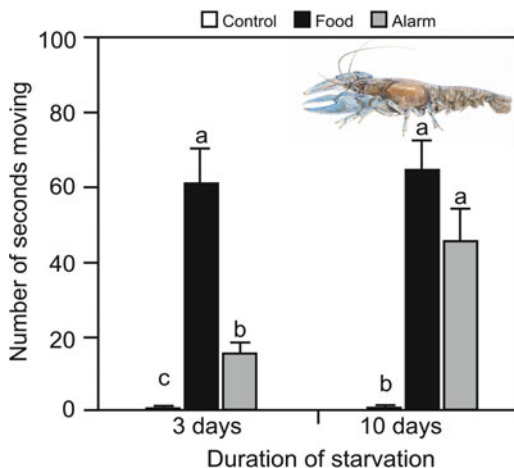 Control Food Alarm
100
80
60
40
20
0
Number of seconds moving
a
b
c
a
a
b
3 days
10 days
Duration of starvation